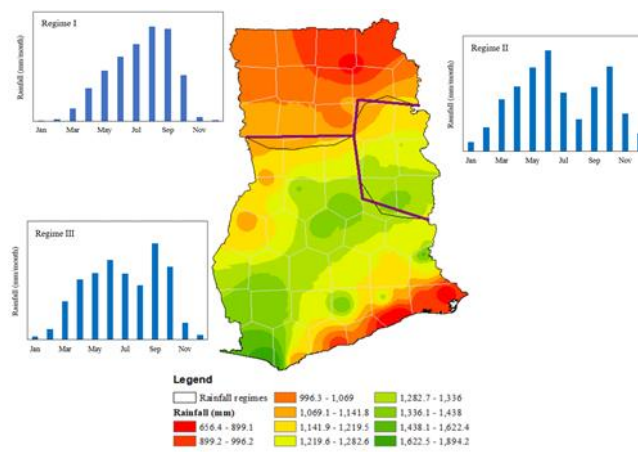 Regime I
Rainfall (mm/month)
Jan Mar May Jul Sep Nov
Regime II
Rainfall (mm/month)
Jan Mar May Jul Sep Nov
Regime III
Rainfall (mm/month)
Jan Mar May Jul Sep Nov
Legend
Rainfall regimes
Rainfall (mm)
656.4 - 899.1
899.2 - 996.2
996.3 - 1,069
1,069.1 - 1,141.8
1,141.9 - 1,219.5
1,219.6 - 1,282.6
1,282.7 - 1,336
1,336.1 - 1,438
1,438.1 - 1,622.4
1,622.5 - 1,894.2